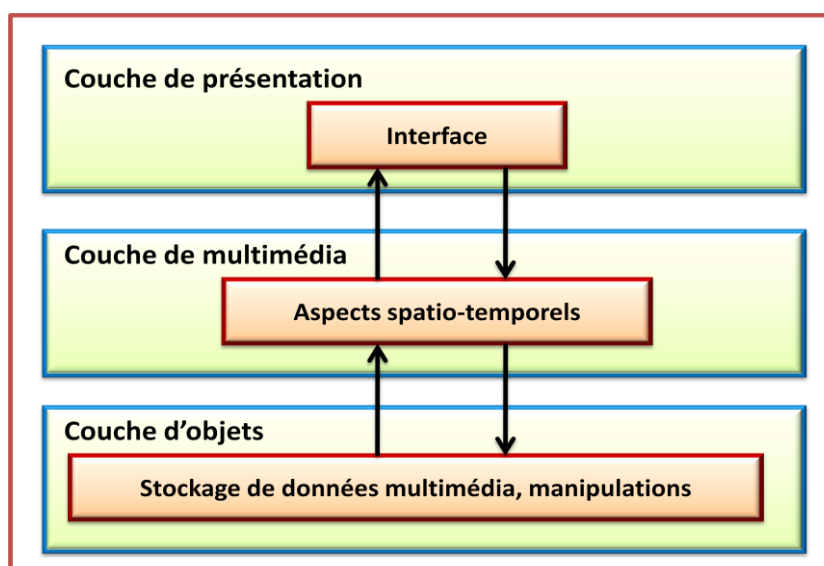 Couche de présentation
Interface
Couche de multimédia
Aspects spatio-temporels
Couche d’objets
Stockage de données multimédia, manipulations